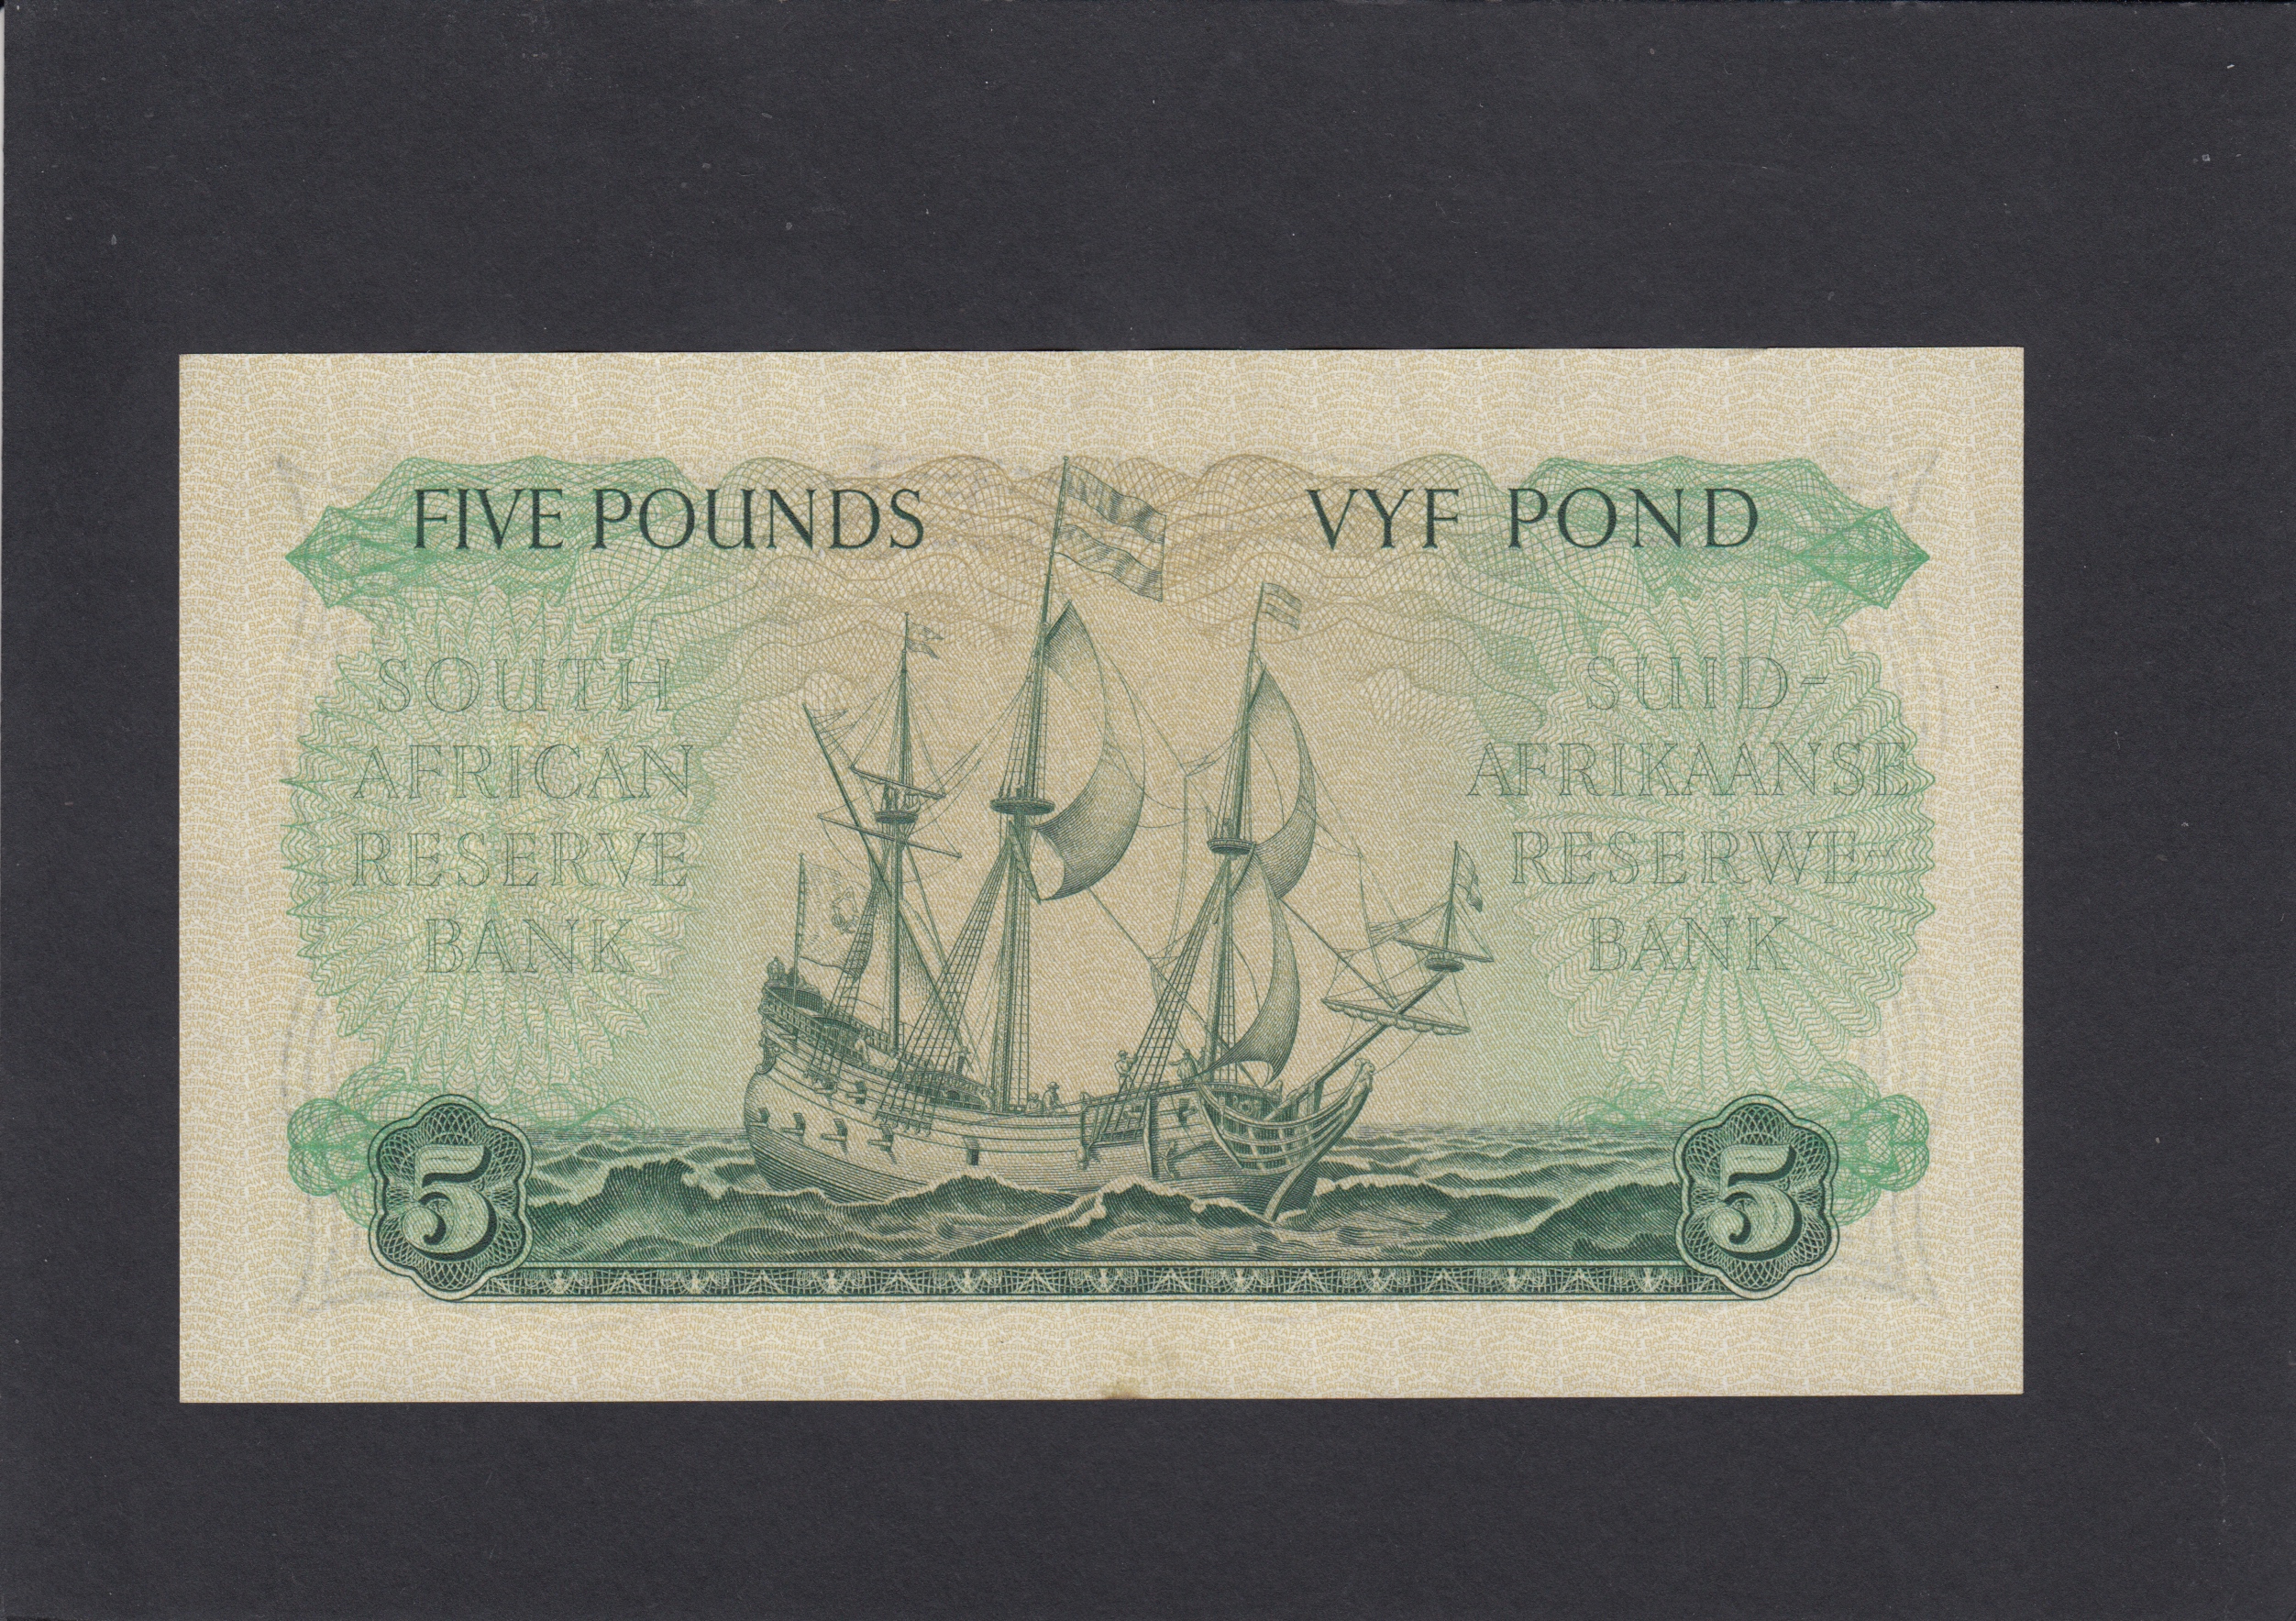 FIVE POUNDS
VYF POND
SOUTH
AFRICAN
RESERVE
BANK
SUID-
AFRIKAANSE
RESERWE-
BANK
5
5